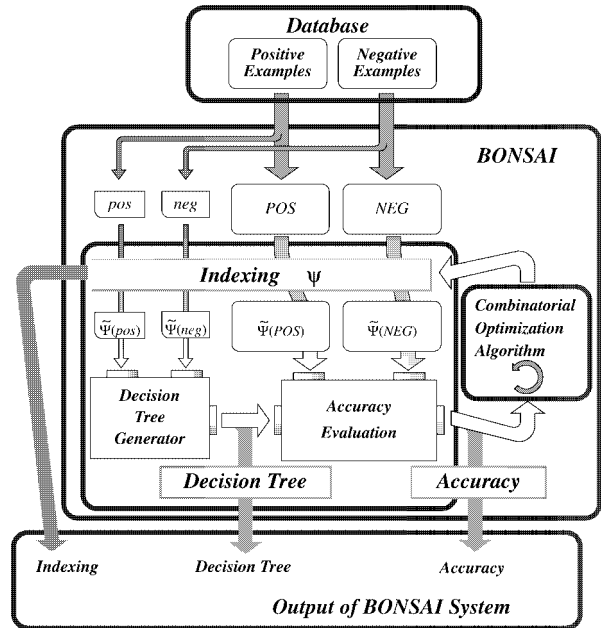 Database
Positive
Examples
Negative
Examples
BONSAI
pos
neg
POS
NEG
Indexing ψ
Ψ̃(pos)
Ψ̃(neg)
Ψ̃(POS)
Ψ̃(NEG)
Combinatorial
Optimization
Algorithm
Decision
Tree
Generator
Accuracy
Evaluation
Decision Tree
Accuracy
Indexing
Decision Tree
Accuracy
Output of BONSAI System